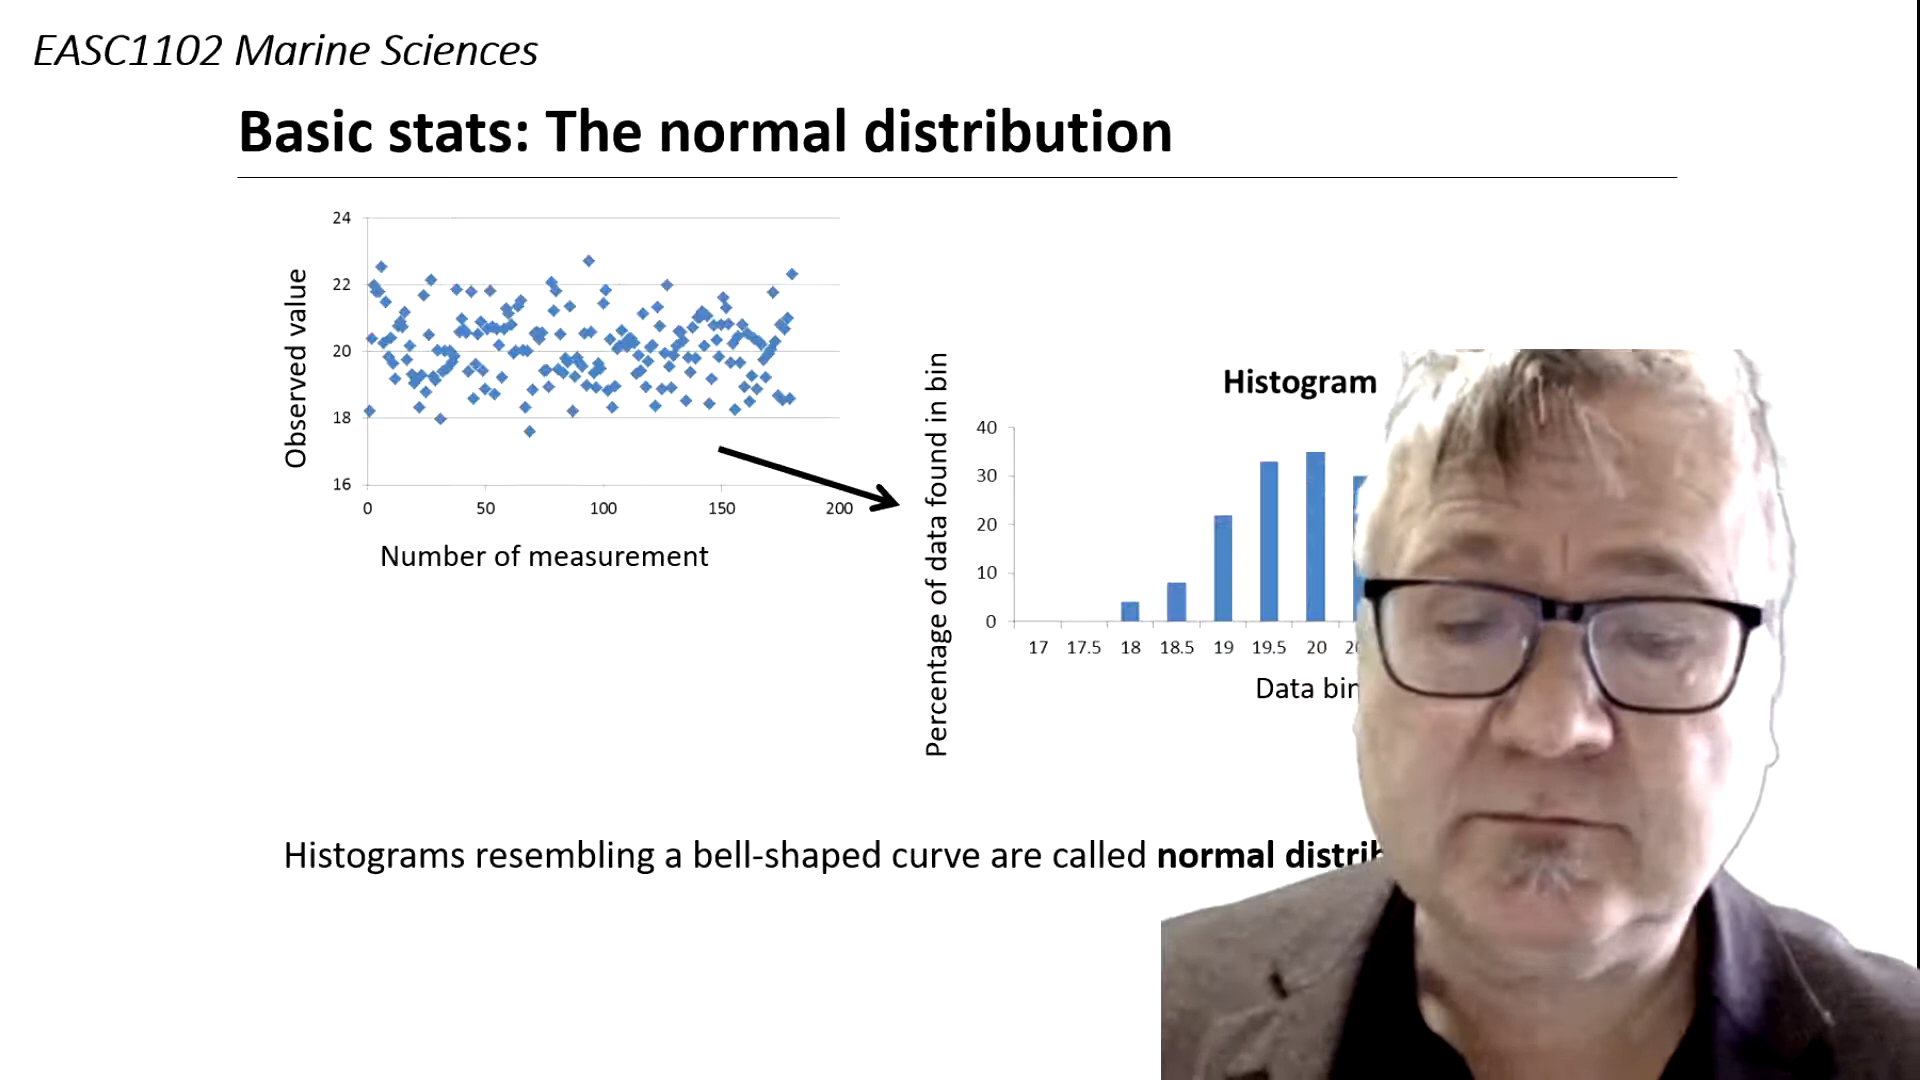 EASC1102 Marine Sciences
Basic stats: The normal distribution
24
22
20
18
16
0 50 100 150 200
Observed value
Number of measurement
Histogram
Percentage of data found in bin
40
30
20
10
0
17 17.5 18 18.5 19 19.5 20
Data
Histograms resembling a bell-shaped curve are called normal